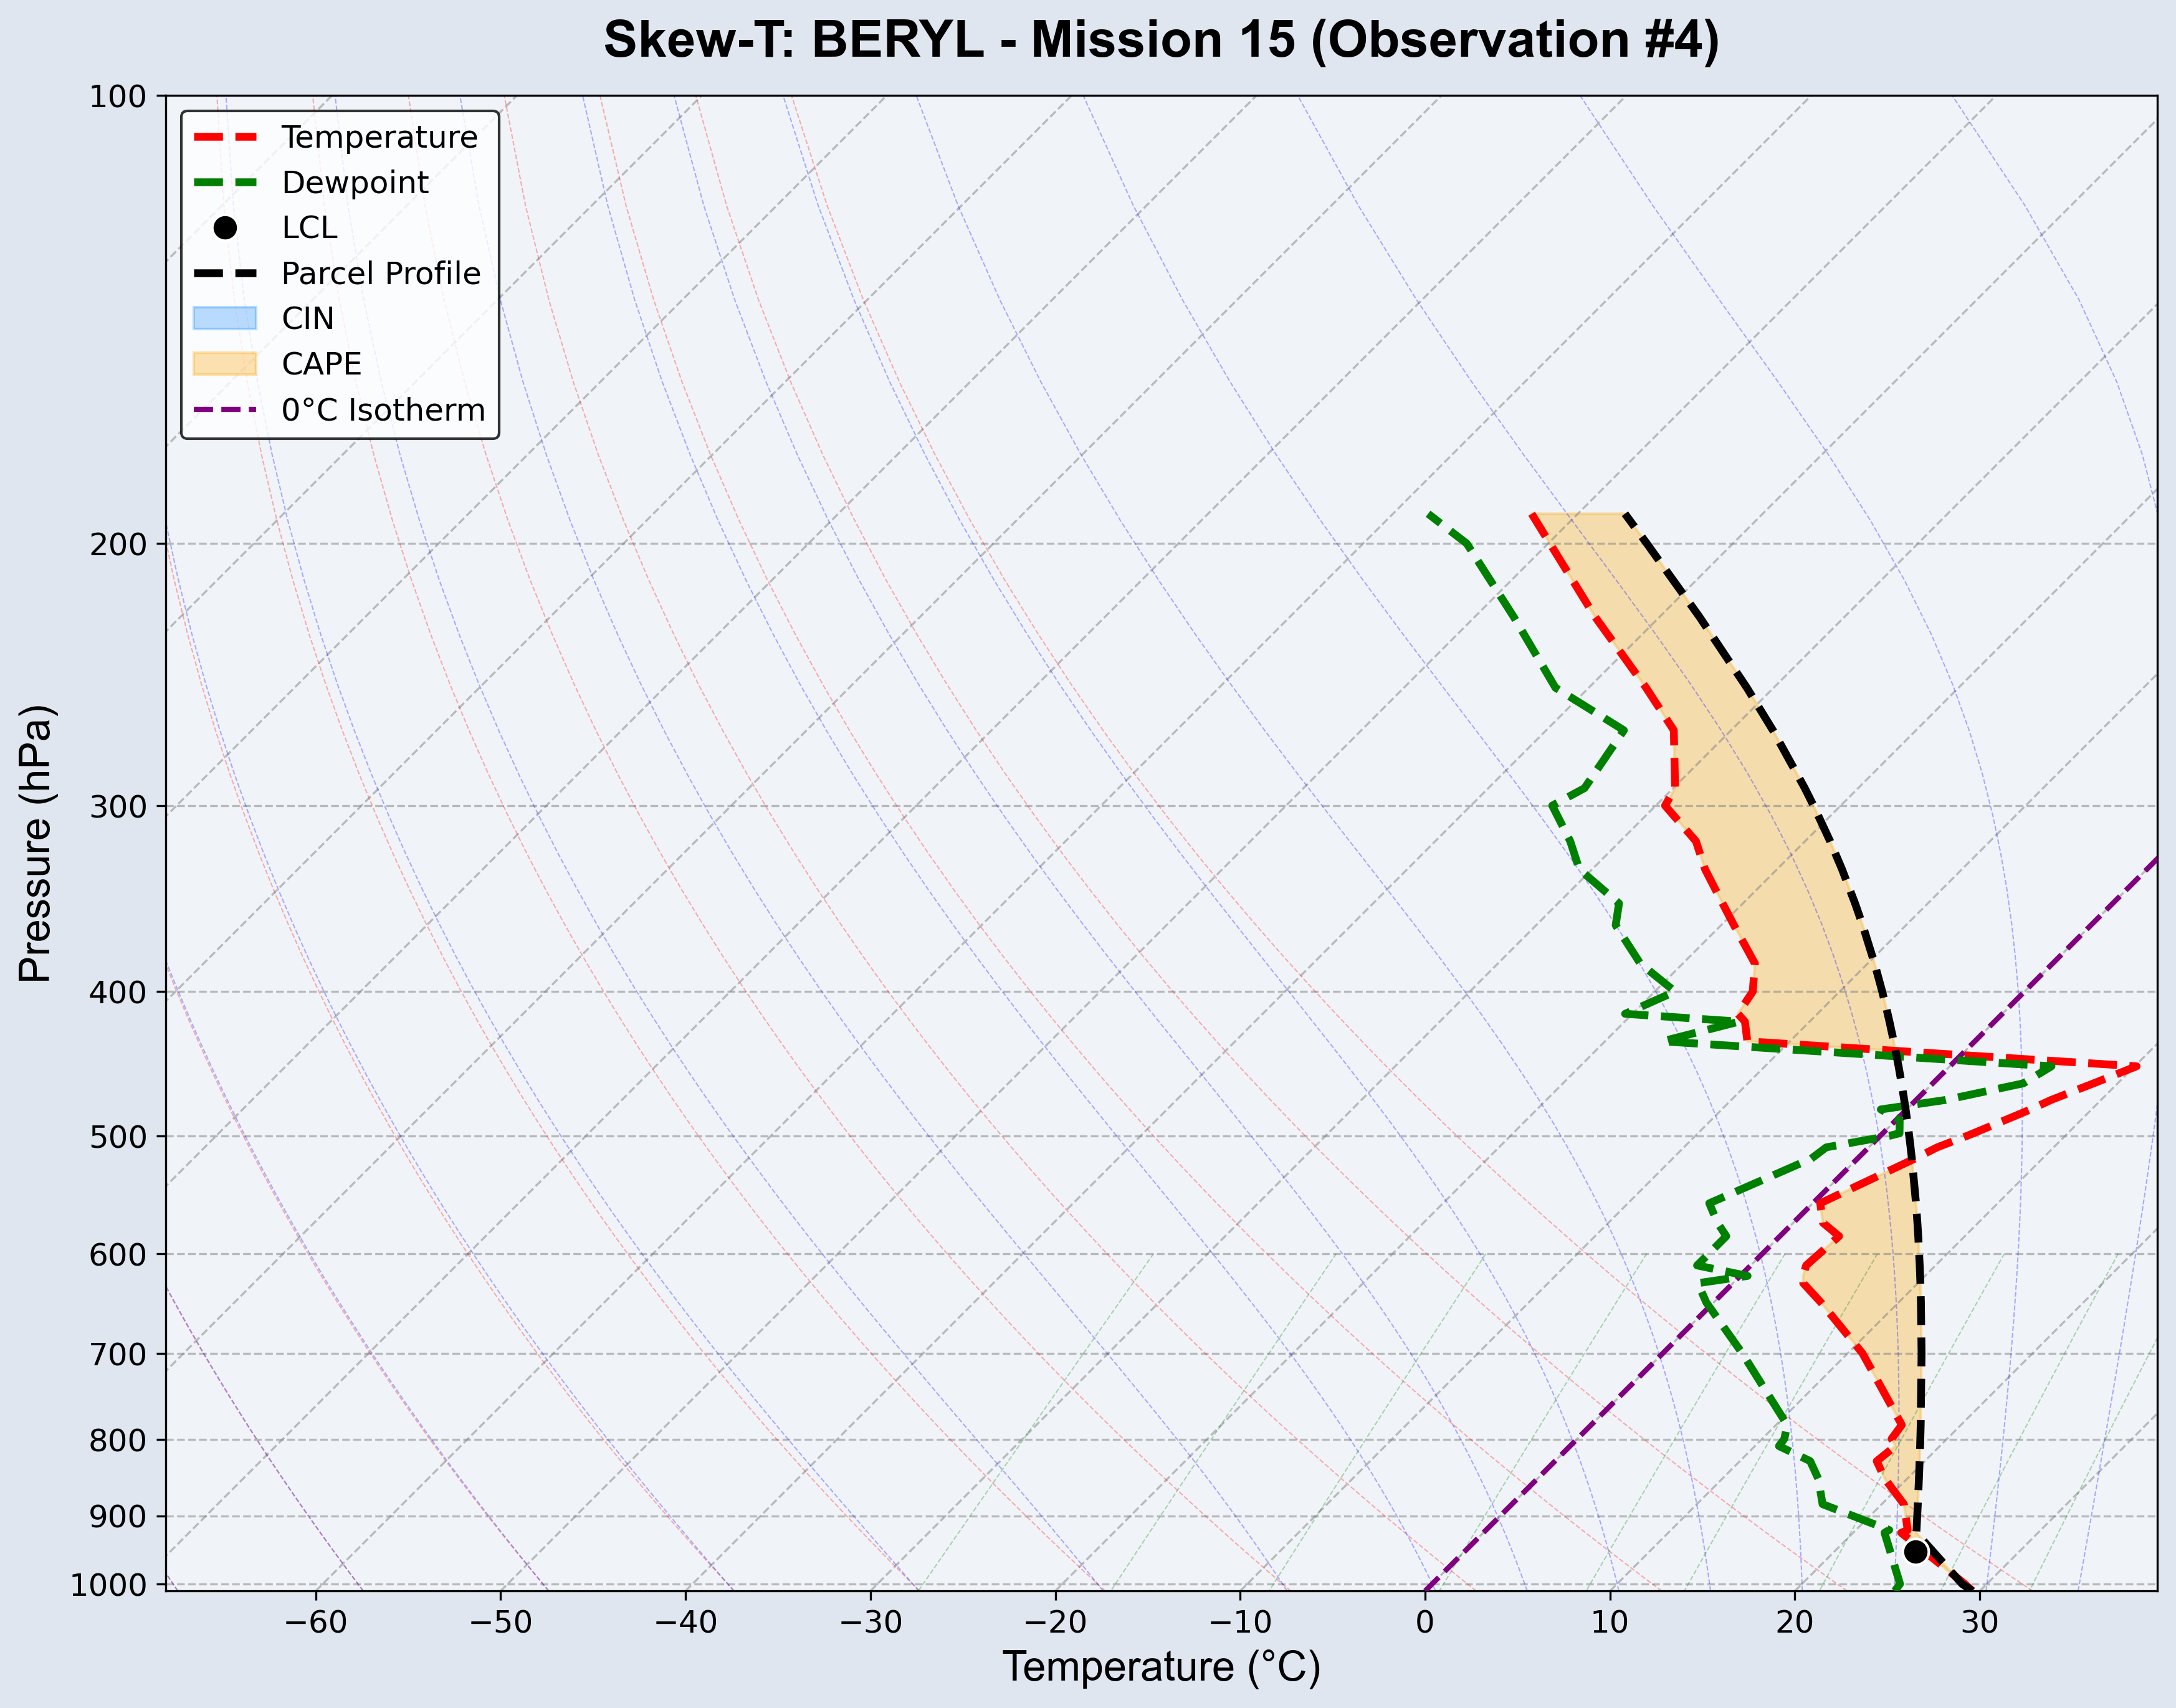 Skew-T: BERYL - Mission 15 (Observation #4)
Temperature
Dewpoint
LCL
Parcel Profile
CIN
CAPE
0°C Isotherm
Pressure (hPa)
100
200
300
400
500
600
700
800
900
1000
−60 −50 −40 −30 −20 −10 0 10 20 30
Temperature (°C)